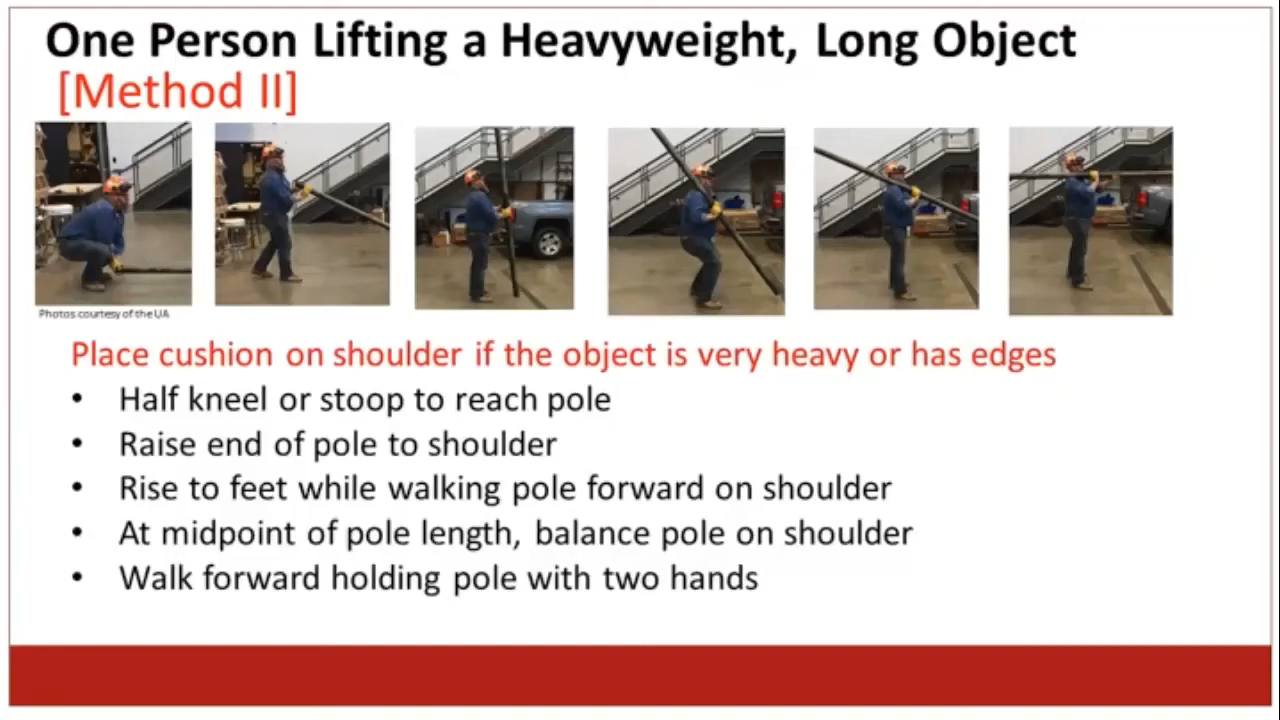 One Person Lifting a Heavyweight, Long Object
[Method II]
Photos courtesy of the UA
Place cushion on shoulder if the object is very heavy or has edges
• Half kneel or stoop to reach pole
• Raise end of pole to shoulder
• Rise to feet while walking pole forward on shoulder
• At midpoint of pole length, balance pole on shoulder
• Walk forward holding pole with two hands